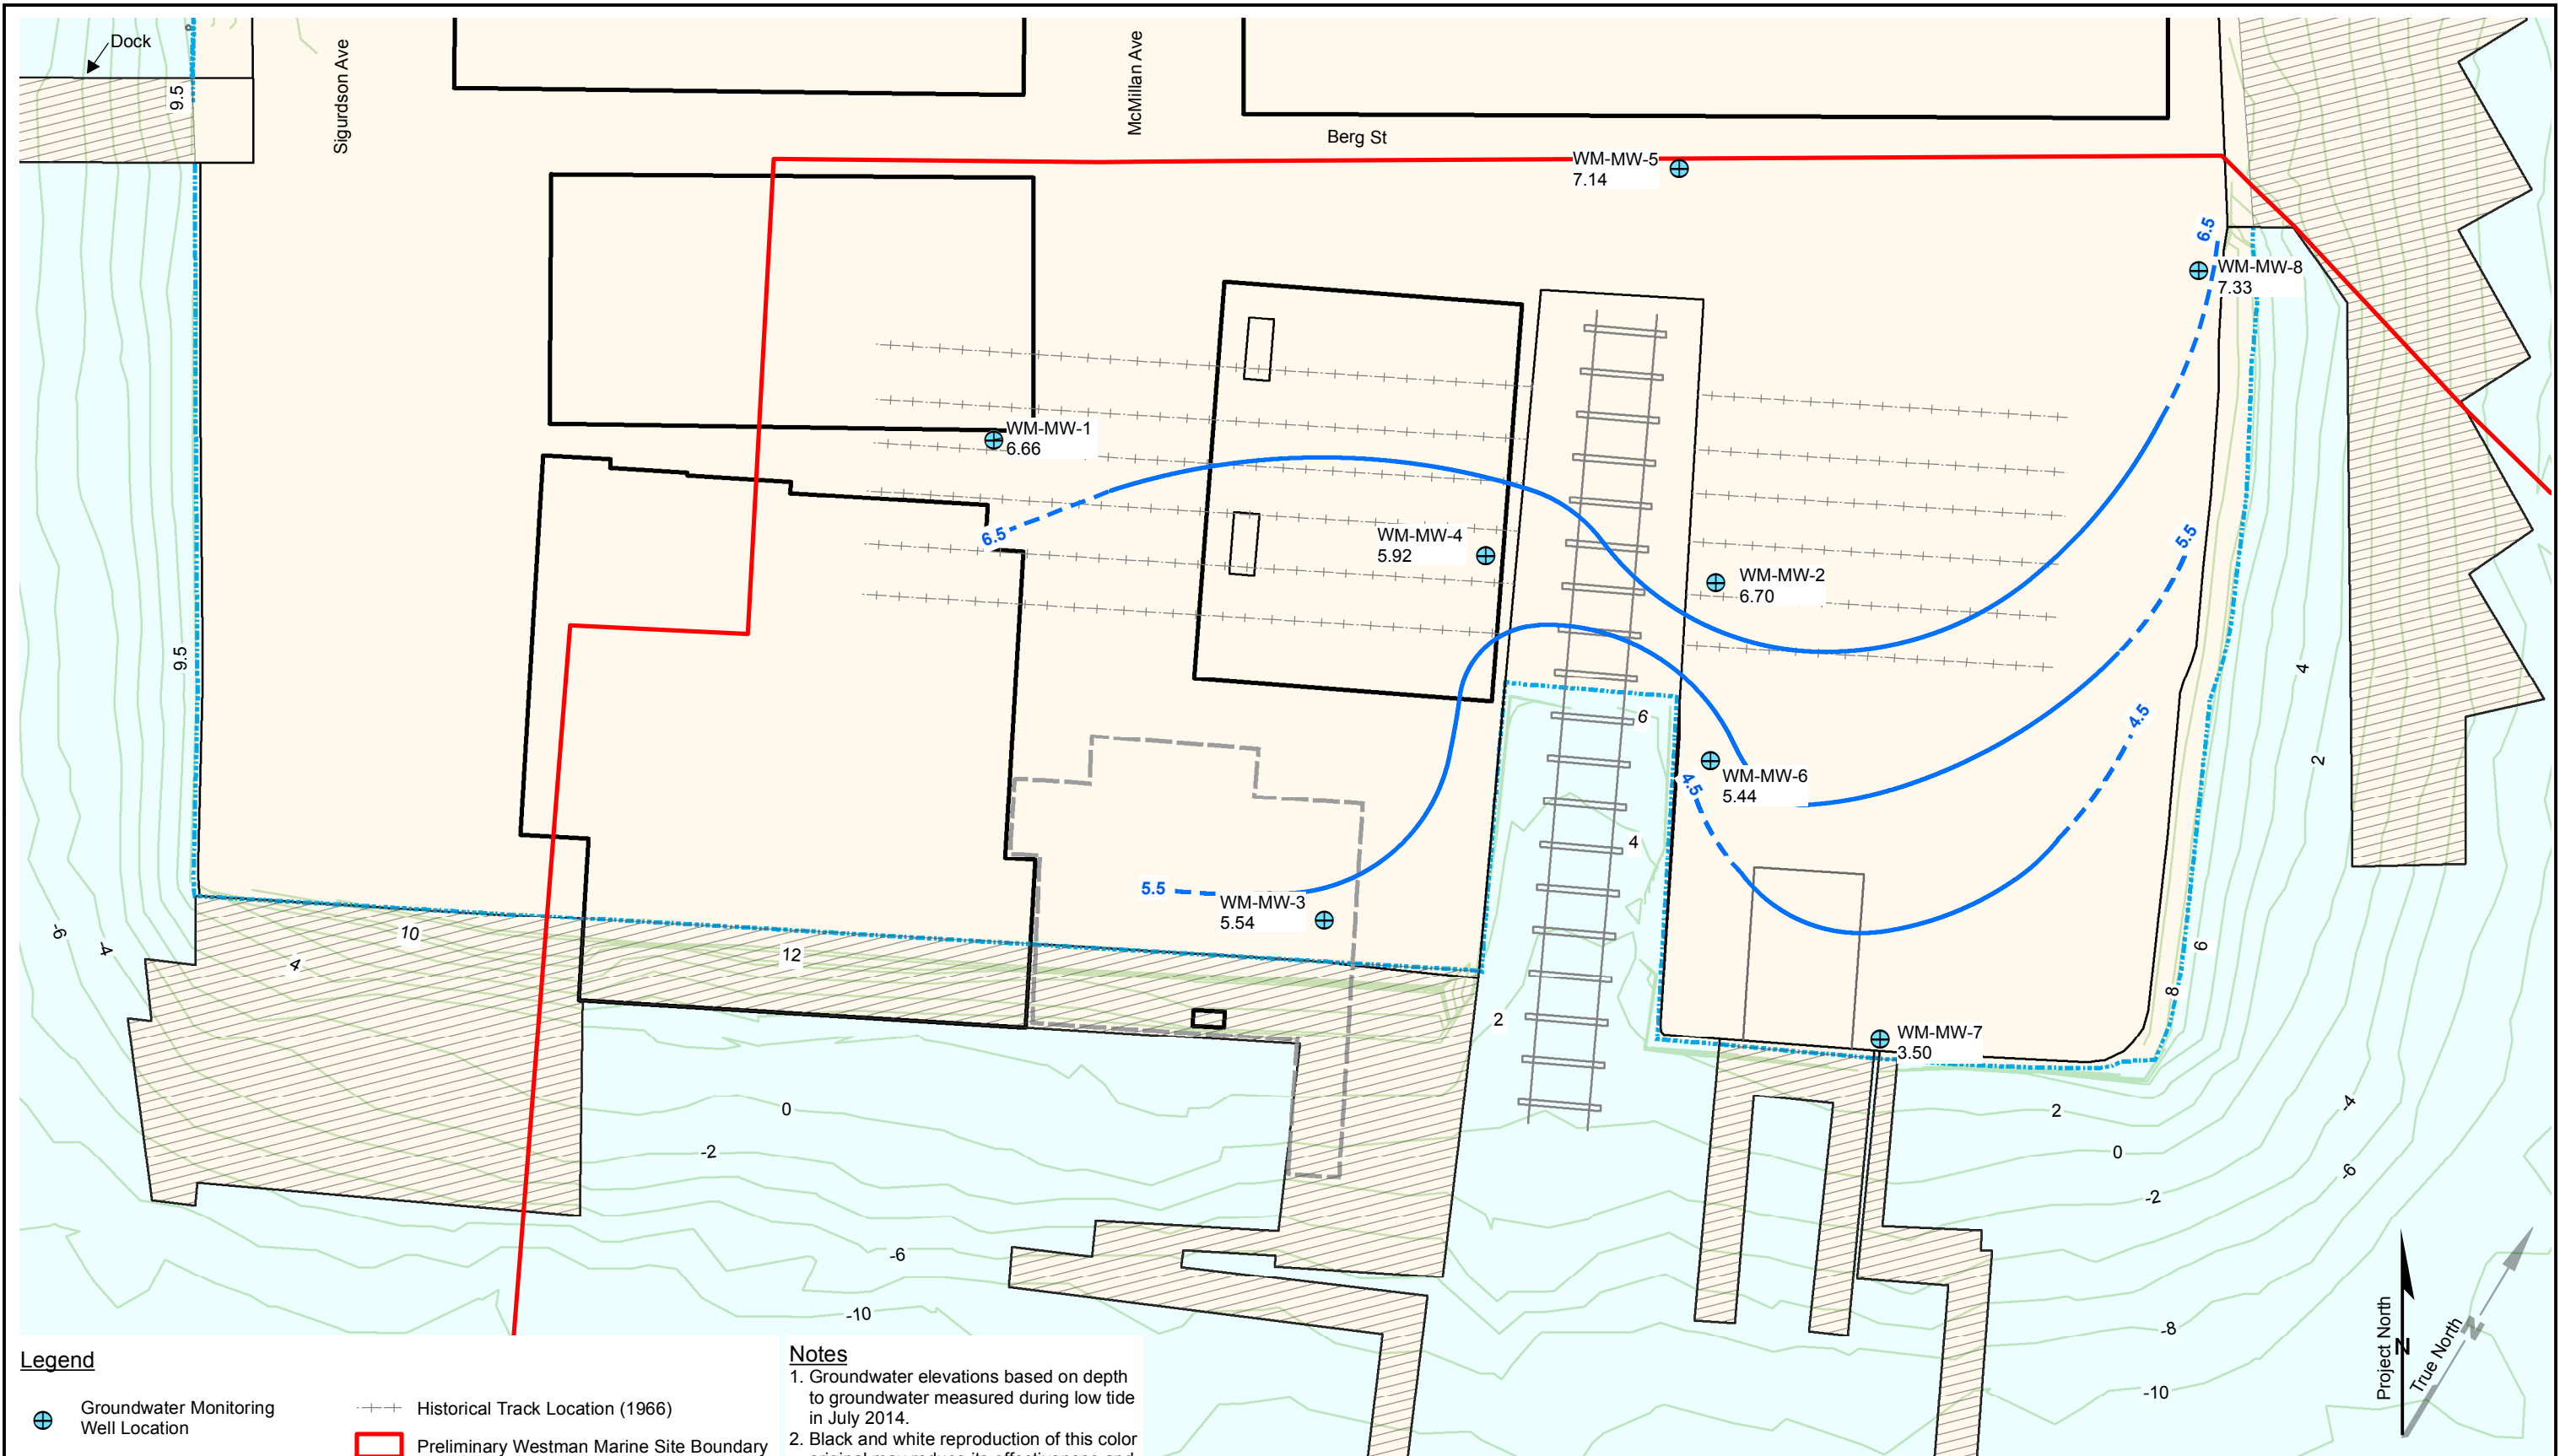 Dock
Sigurdson Ave
McMillan Ave
Berg St
9.5
WM-MW-5
7.14
6.5
WM-MW-8
7.33
WM-MW-1
6.66
6.5
WM-MW-4
5.92
WM-MW-2
6.70
5.5
9.5
4
6
4.5
2
WM-MW-6
5.44
4.5
4
5.5
WM-MW-3
5.54
-6
-4
10
4
12
6
8
2
WM-MW-7
3.50
0
2
-4
-2
0
-6
-2
-6
-10
-8
-10
Project North
N
True North
N
Legend
Groundwater Monitoring
Well Location
Historical Track Location (1966)
Preliminary Westman Marine Site Boundary
Notes
1. Groundwater elevations based on depth
to groundwater measured during low tide
in July 2014.
2. Black and white reproduction of this color
original may reduce its effectiveness and